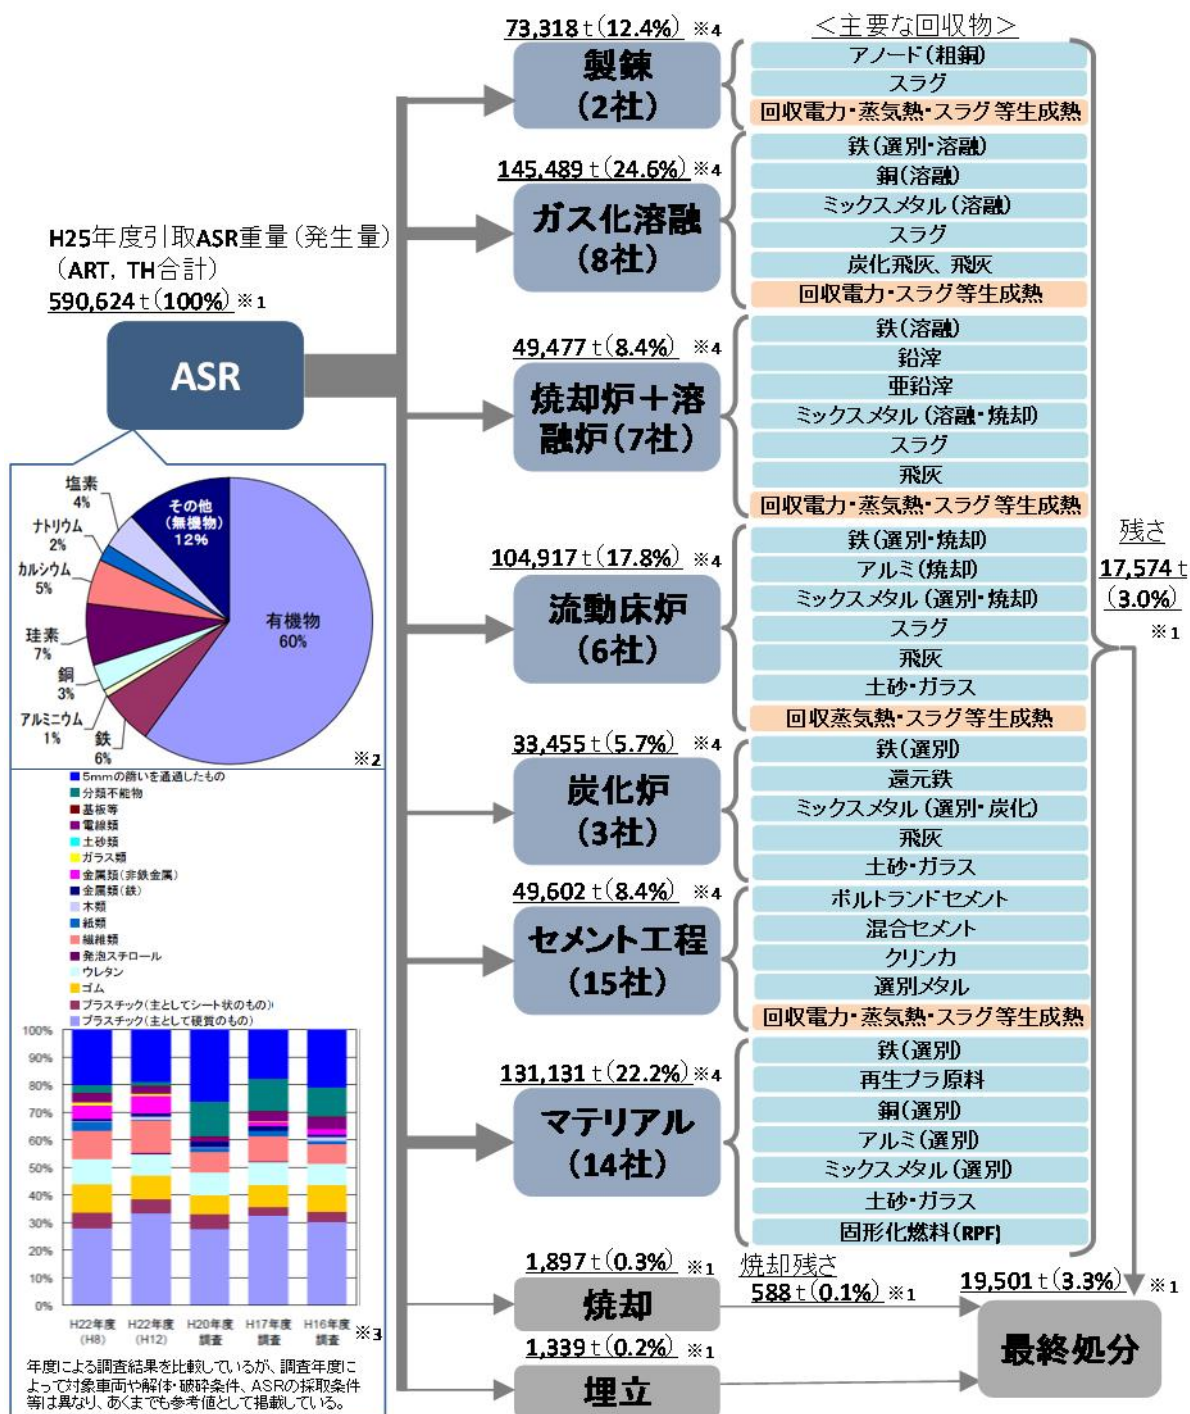 H25年度引取ASR重量(発生量)
(ART, TH合計)
590,624t(100%)※1
ASR
塩素
4%
ナトリウム
2%
カルシウム
5%
珪素
7%
銅
3%
アルミニウム
1%
鉄
6%
その他
(無機物)
12%
有機物
60%
※2
5mmの篩いを通過したもの
分類不能物
基板等
電線類
土砂類
ガラス類
金属類(非鉄金属)
金属類(鉄)
木類
紙類
繊維類
発泡スチロール
ウレタン
ゴム
プラスチック(主としてシート状のもの)
プラスチック(主として硬質のもの)
100%
90%
80%
70%
60%
50%
40%
30%
20%
10%
0%
H22年度
(H8)
H22年度
(H12)
H20年度
調査
H17年度
調査
H16年度
調査
※3
年度による調査結果を比較しているが、調査年度に
よって対象車両や解体・破砕条件、ASRの採取条件
等は異なり、あくまでも参考値として掲載している。
<主要な回収物>
73,318t(12.4%) ※4
製錬
(2社)
アノード(粗銅)
スラグ
回収電力・蒸気熱・スラグ等生成熱
145,489t(24.6%)※4
ガス化溶融
(8社)
鉄(選別・溶融)
銅(溶融)
ミックスメタル(溶融)
スラグ
炭化飛灰、飛灰
回収電力・スラグ等生成熱
49,477t(8.4%) ※4
焼却炉+溶
融炉(7社)
鉄(溶融)
鉛滓
亜鉛滓
ミックスメタル(溶融・焼却)
スラグ
飛灰
回収電力・蒸気熱・スラグ等生成熱
104,917t(17.8%)※4
流動床炉
(6社)
鉄(選別・焼却)
アルミ(焼却)
ミックスメタル(選別・焼却)
スラグ
飛灰
土砂・ガラス
回収蒸気熱・スラグ等生成熱
33,455t(5.7%) ※4
炭化炉
(3社)
鉄(選別)
還元鉄
ミックスメタル(選別・炭化)
飛灰
土砂・ガラス
49,602t(8.4%) ※4
セメント工程
(15社)
ポルトランドセメント
混合セメント
クリンカ
選別メタル
回収電力・蒸気熱・スラグ等生成熱
131,131t(22.2%)※4
マテリアル
(14社)
鉄(選別)
再生プラ原料
銅(選別)
アルミ(選別)
ミックスメタル(選別)
土砂・ガラス
固形化燃料(RPF)
残さ
17,574t
(3.0%)
※1
1,897t(0.3%) ※1
焼却
焼却残さ
588t(0.1%)※1
1,339t(0.2%) ※1
埋立
19,501t(3.3%) ※1
最終処分